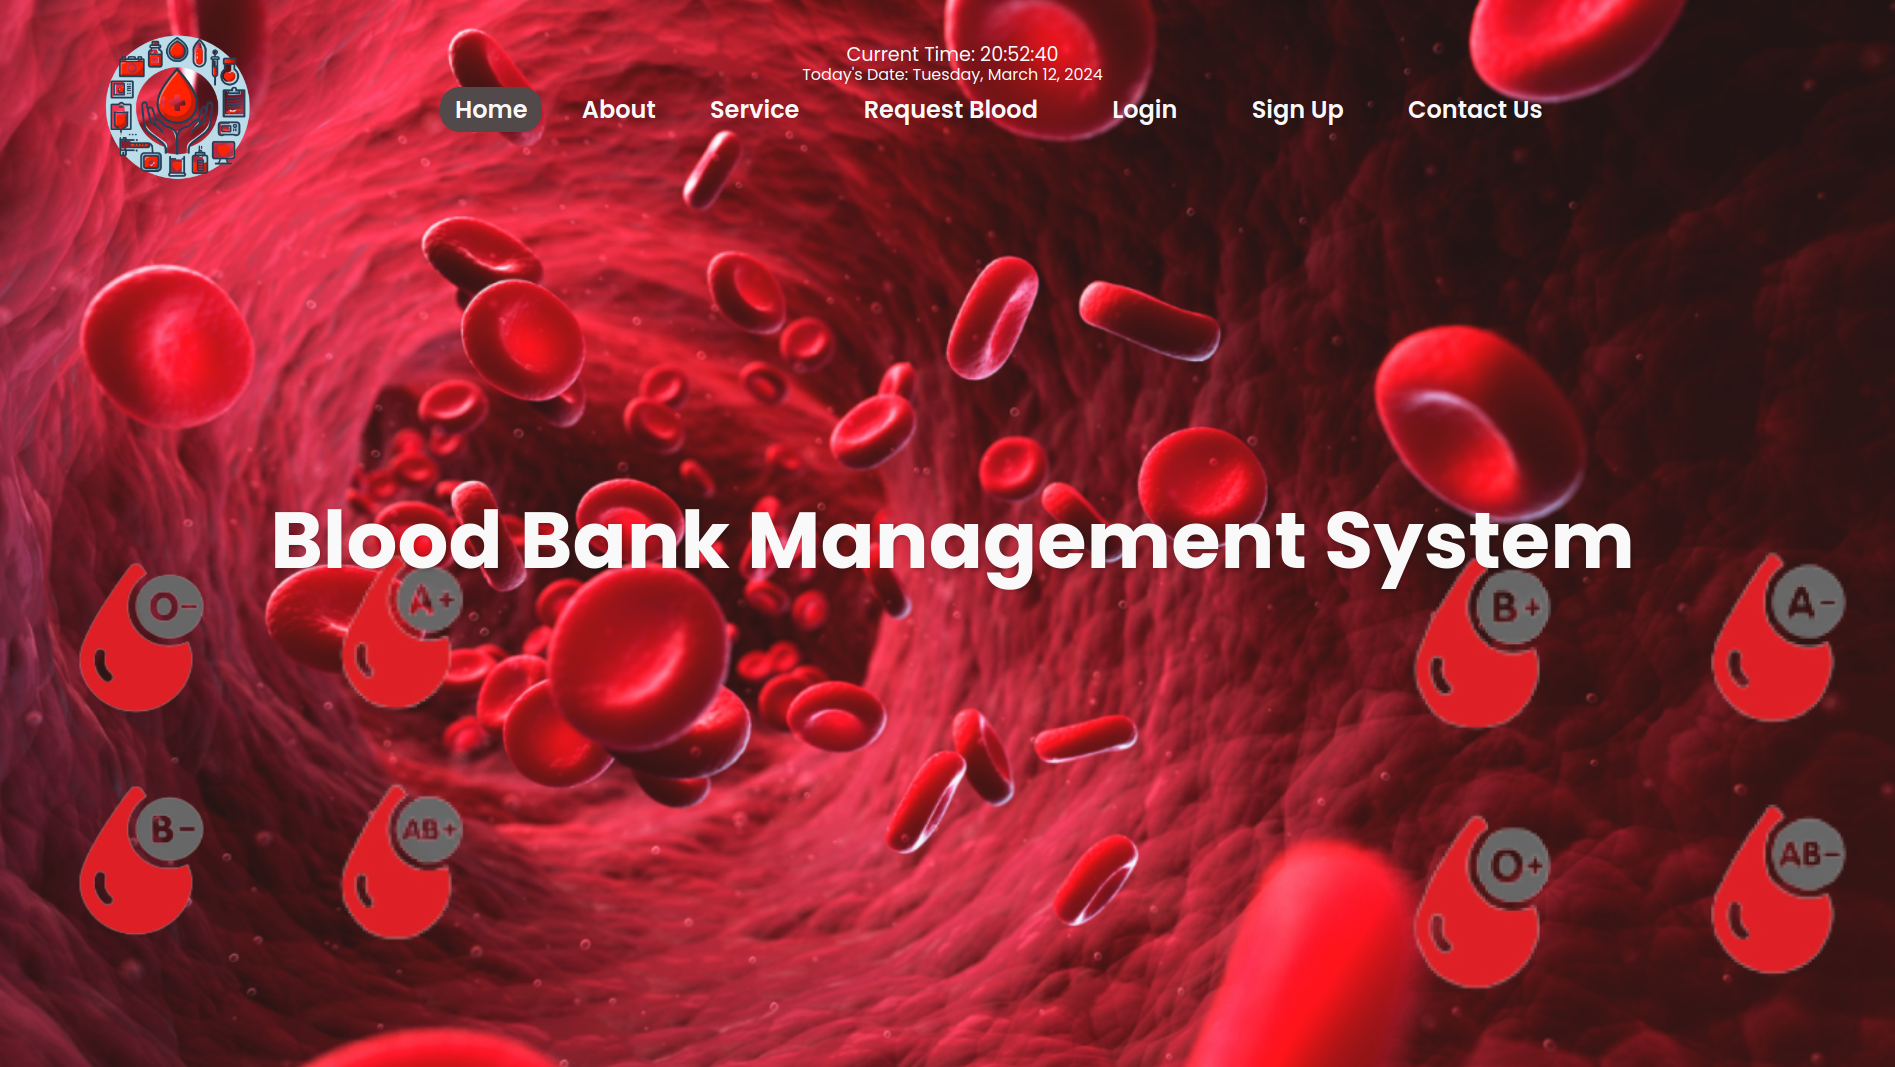 Current Time: 20:52:40
Today's Date: Tuesday, March 12, 2024
Home About Service Request Blood Login Sign Up Contact Us
Blood Bank Management System
O- A+ B+ A-
B- AB+ O+ AB-